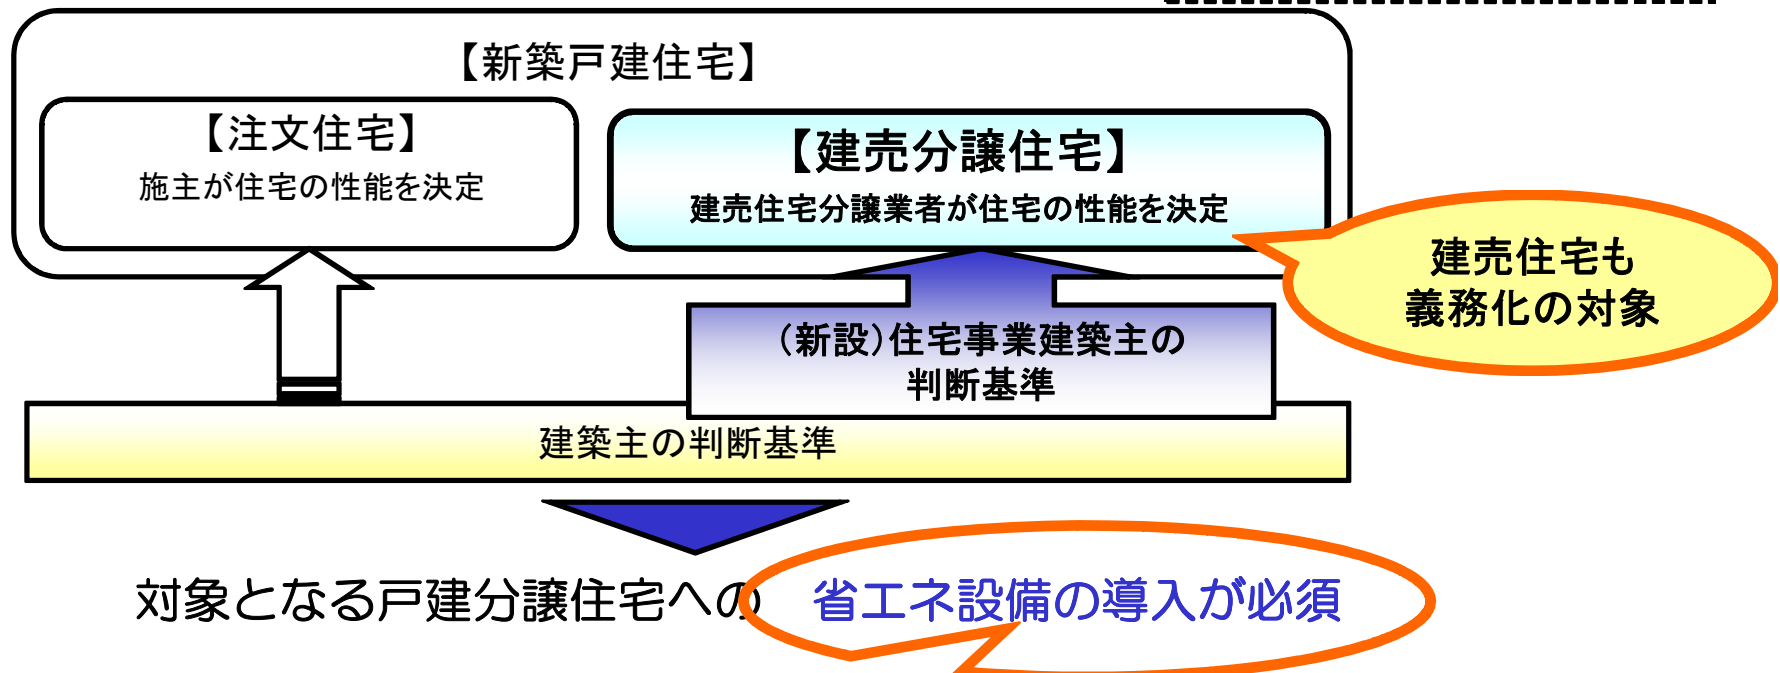 【新築戸建住宅】
【注文住宅】
施主が住宅の性能を決定
【建売分譲住宅】
建売住宅分譲業者が住宅の性能を決定
建売住宅も
義務化の対象
(新設)住宅事業建築主の
判断基準
建築主の判断基準
対象となる戸建分譲住宅への 省エネ設備の導入が必須